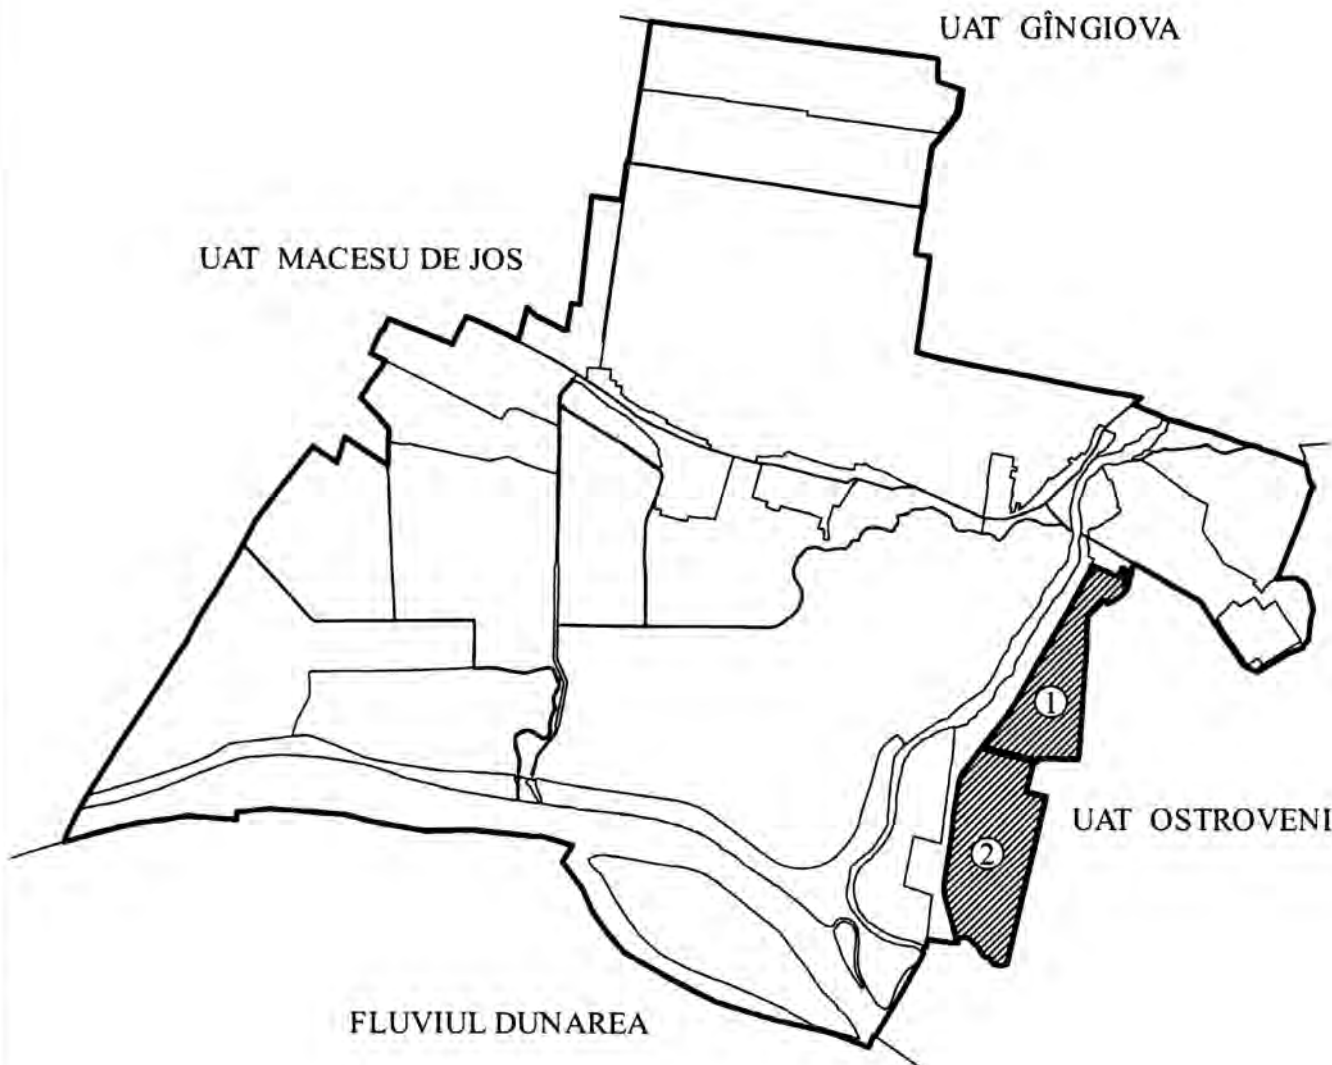 UAT GÎNGIOVA
UAT MACESU DE JOS
1
UAT OSTROVENI
2
FLUVIUL DUNAREA